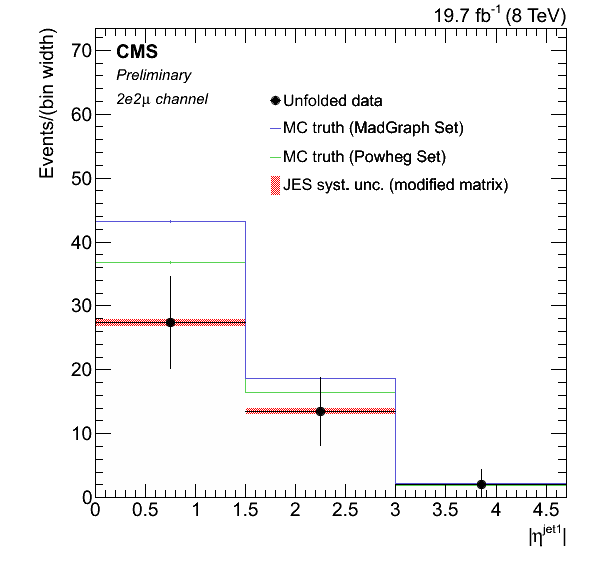 19.7 fb⁻¹ (8 TeV)
CMS
Preliminary
2e2μ channel
Unfolded data
MC truth (MadGraph Set)
MC truth (Powheg Set)
JES syst. unc. (modified matrix)
Events/(bin width)
70
60
50
40
30
20
10
0
0 0.5 1 1.5 2 2.5 3 3.5 4 4.5
|η^jet1|